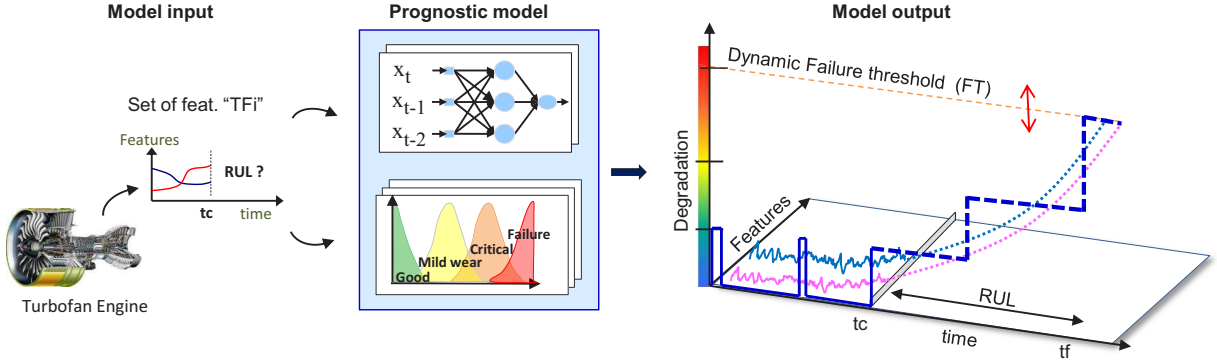 Model input
Prognostic model
Model output
Set of feat. “TFi”
Features
RUL ?
tc
time
Turbofan Engine
xt
xt-1
xt-2
Good
Mild wear
Critical
Failure
Dynamic Failure threshold (FT)
Degradation
Features
RUL
tc
time
tf